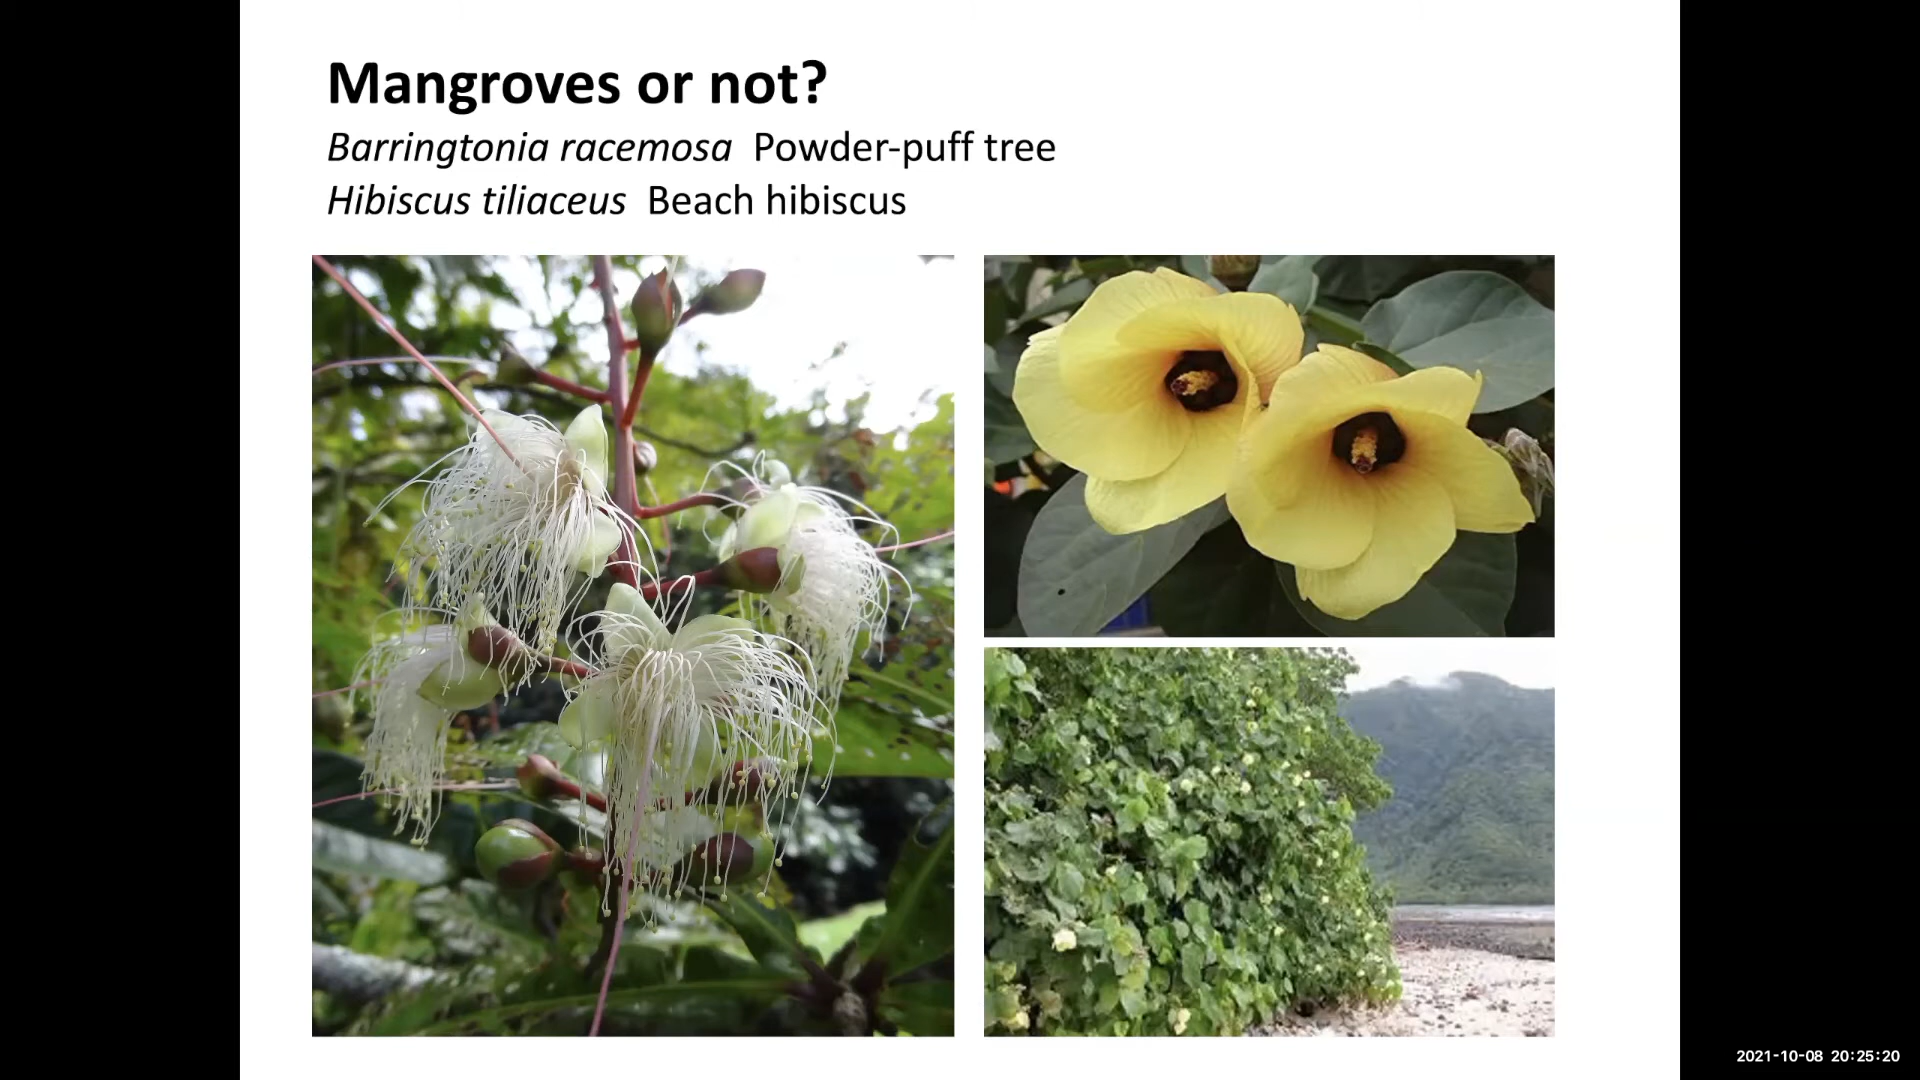 Mangroves or not?
Barringtonia racemosa Powder-puff tree
Hibiscus tiliaceus Beach hibiscus
2021-10-08 20:25:20